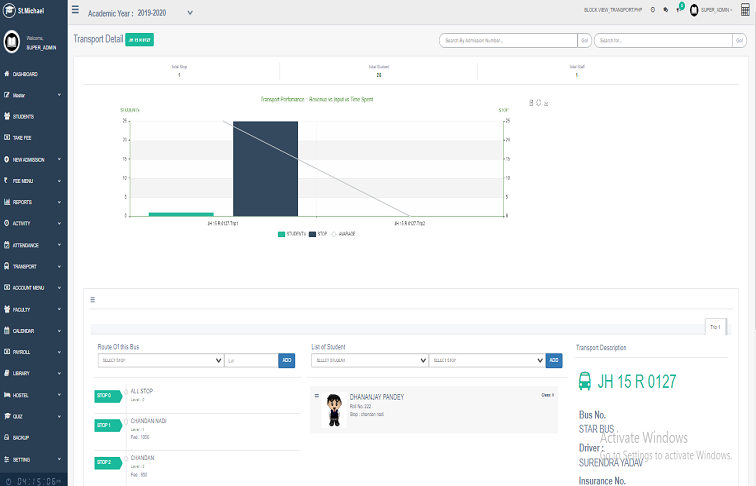 St.Michael
Academic Year : 2019-2020
BLOCK VIEW_TRANSPORT.PHP
SUPER_ADMIN
Welcome,
SUPER_ADMIN
Transport Detail
JH 15 R 0127
Search By Admission Number...
Go!
Search for...
Go!
DASHBOARD
Master
STUDENTS
TAKE FEE
NEW ADMISSION
FEE MENU
REPORTS
ACTIVITY
ATTENDANCE
TRANSPORT
ACCOUNT MENU
FACULTY
CALENDAR
PAYROLL
LIBRARY
HOSTEL
QUIZ
BACKUP
SETTING
04:15:06
Total Stop
1
Total Student
25
Total Staff
1
Transport Perfomance : Revenue vs Input vs Time Spent
STOP
25
20
15
10
5
0
25
20
15
10
5
0
JH 15 R 0127-Trip1
JH 15 R 0127-Trip2
STOP
AVARAGE
Trip 1
Route Of this Bus
SELECT STOP
ADD
List of Student
SELECT STUDENT
SELECT STOP
ADD
Transport Description
STOP 0
ALL STOP
Level : 0
STOP 1
CHANDAN NADI
Level : 1
Fee : 1000
STOP 2
CHANDAN
Level : 2
Fee : 850
DHANANJAY PANDEY
Roll No: 222
Stop : chandan nadi
Class: 1
JH 15 R 0127
Bus No.
STAR BUS
Driver :
SURENDRA YADAV
Insurance No.
Activate Windows
Go to Settings to activate Windows.